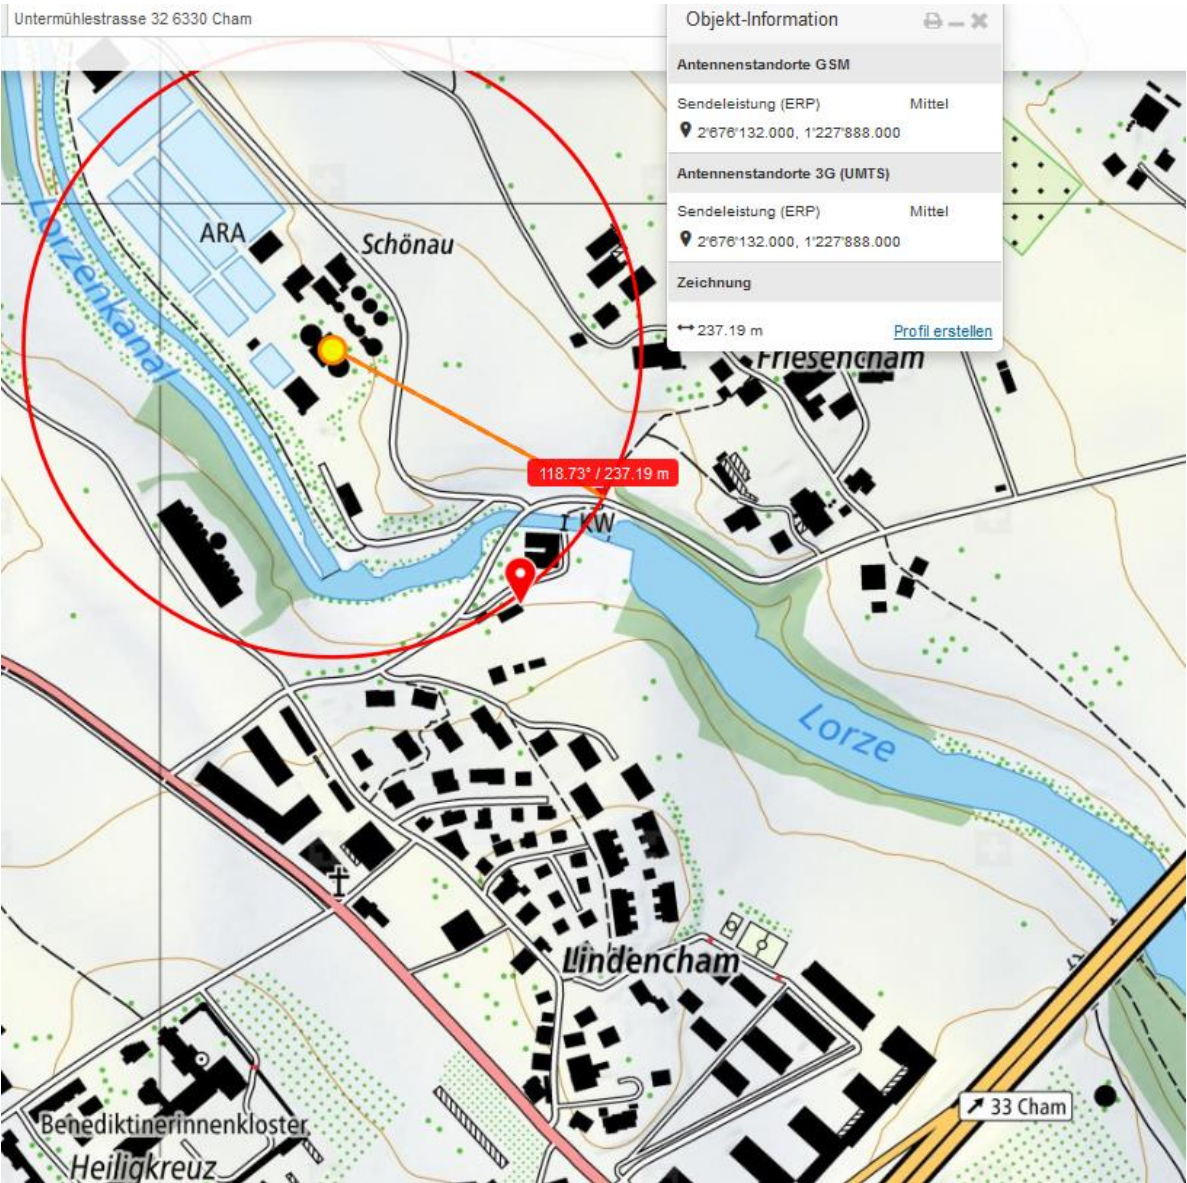 Untermühlestrasse 32 6330 Cham
Objekt-Information
Antennenstandorte GSM
Sendeleistung (ERP) Mittel
2'676'132.000, 1'227'888.000
Antennenstandorte 3G (UMTS)
Sendeleistung (ERP) Mittel
2'676'132.000, 1'227'888.000
Zeichnung
237.19 m Profil erstellen
ARA
Schönau
Lorzenkanal
Friesencham
118.73° / 237.19 m
KW
Lorze
Lindencham
33 Cham
Benediktinerinnenkloster
Heiligkreuz